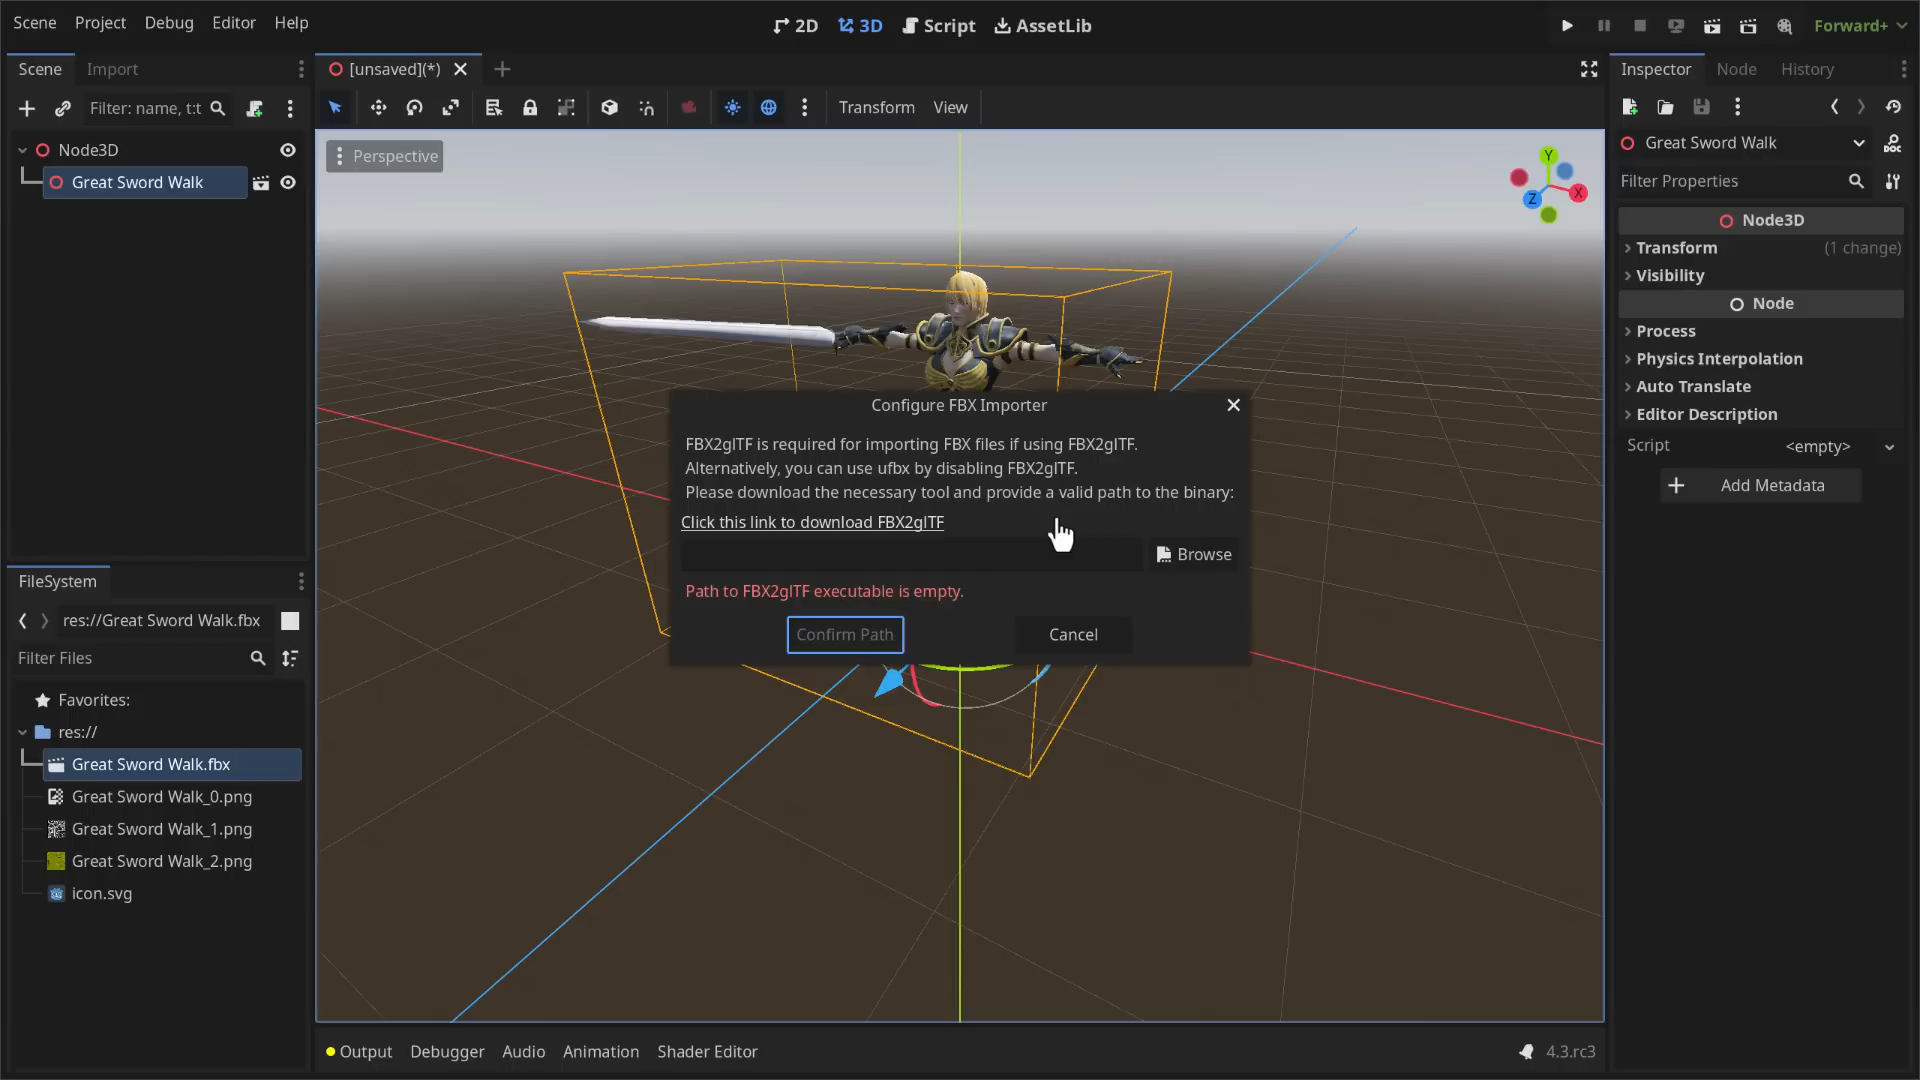 Scene Project Debug Editor Help
2D 3D Script AssetLib
Forward+
Scene Import
[unsaved](*)
Inspector Node History
Filter: name, t:t
Transform View
Node3D
Great Sword Walk
Perspective
Y
X
Z
Great Sword Walk
DOC
Filter Properties
Node3D
Transform (1 change)
Visibility
Node
Process
Physics Interpolation
Auto Translate
Editor Description
Script <empty>
Add Metadata
Configure FBX Importer
FBX2glTF is required for importing FBX files if using FBX2glTF.
Alternatively, you can use ufbx by disabling FBX2glTF.
Please download the necessary tool and provide a valid path to the binary:
Click this link to download FBX2glTF
Browse
Path to FBX2glTF executable is empty.
Confirm Path Cancel
FileSystem
res://Great Sword Walk.fbx
Filter Files
Favorites:
res://
Great Sword Walk.fbx
Great Sword Walk_0.png
Great Sword Walk_1.png
Great Sword Walk_2.png
icon.svg
Output Debugger Audio Animation Shader Editor
4.3.rc3